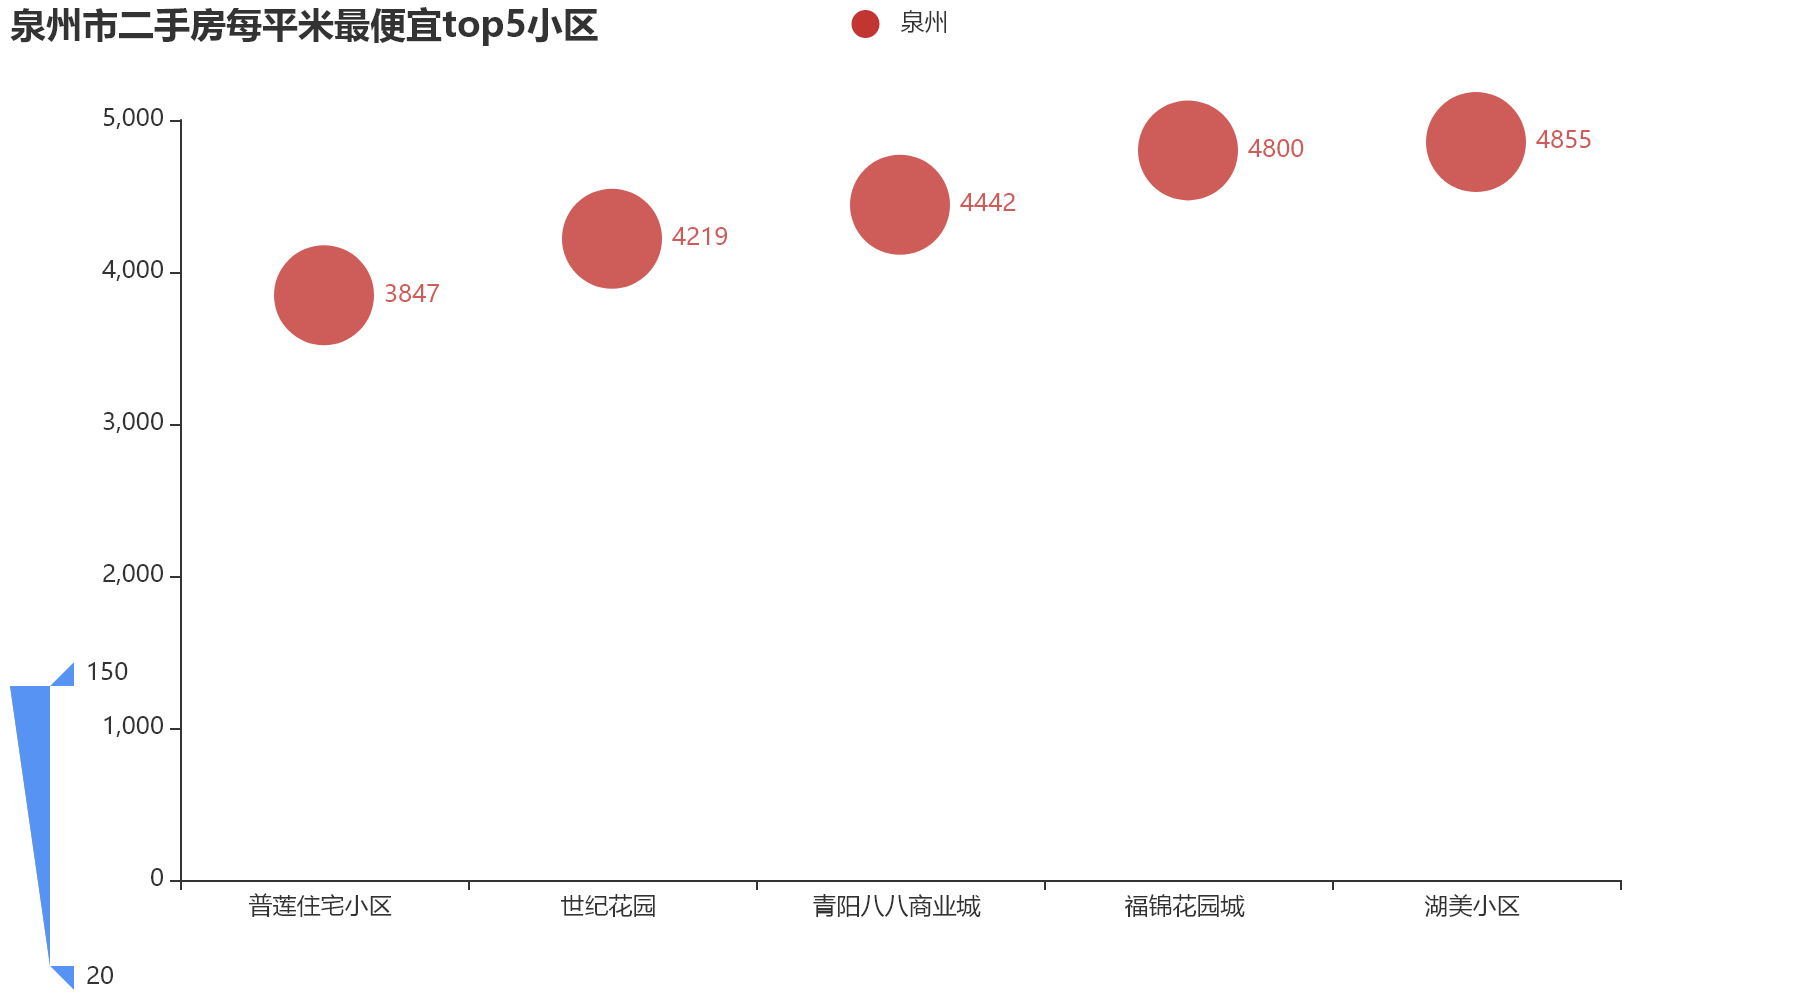 泉州市二手房每平米最便宜top5小区
泉州
5,000
4,000
3,000
2,000
1,000
0
3847
4219
4442
4800
4855
普莲住宅小区
世纪花园
青阳八八商业城
福锦花园城
湖美小区
150
20